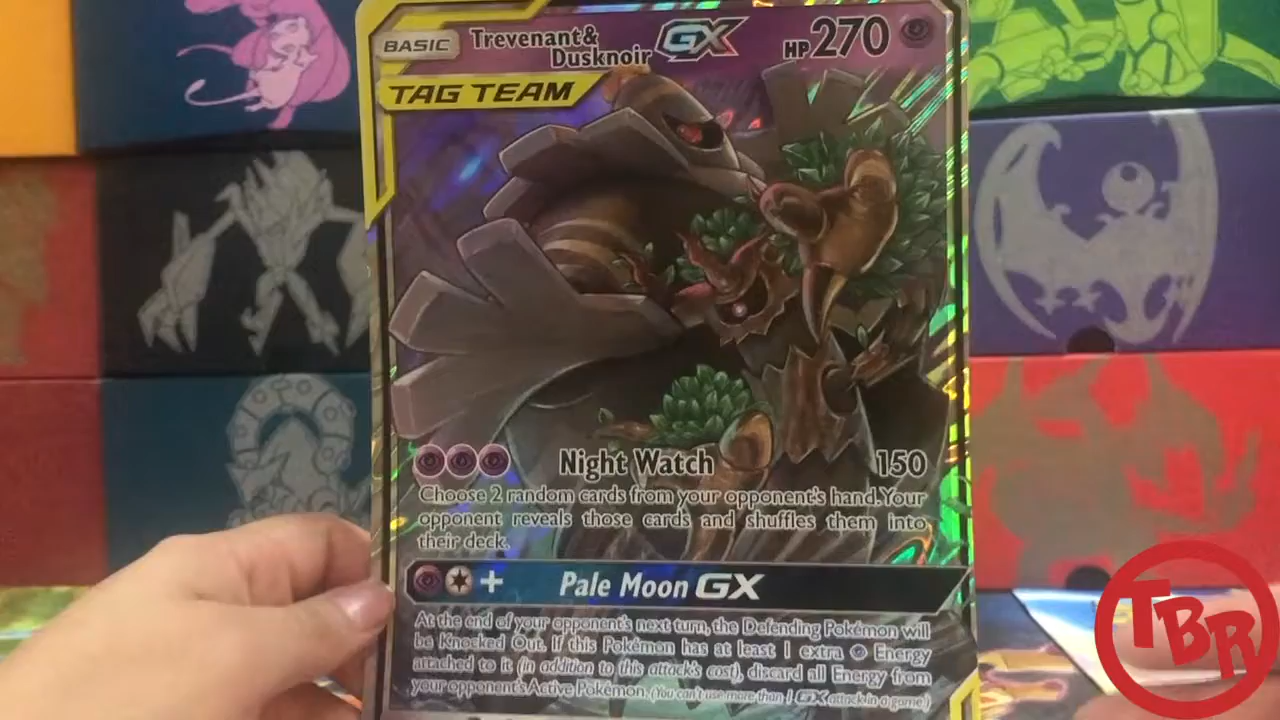 BASIC Trevenant& Dusknoir GX HP270
TAG TEAM
Night Watch 150
Choose 2 random cards from your opponent's hand. Your
opponent reveals those cards and shuffles them into
their deck.
+ Pale Moon GX
At the end of your opponent's next turn, the Defending Pokémon will
be Knocked Out. If this Pokémon has at least 1 extra Energy
attached to it (in addition to this attack's cost), discard all Energy from
your opponent's Active Pokémon. (You can't use more than 1 GX attack in a game.)
TBR